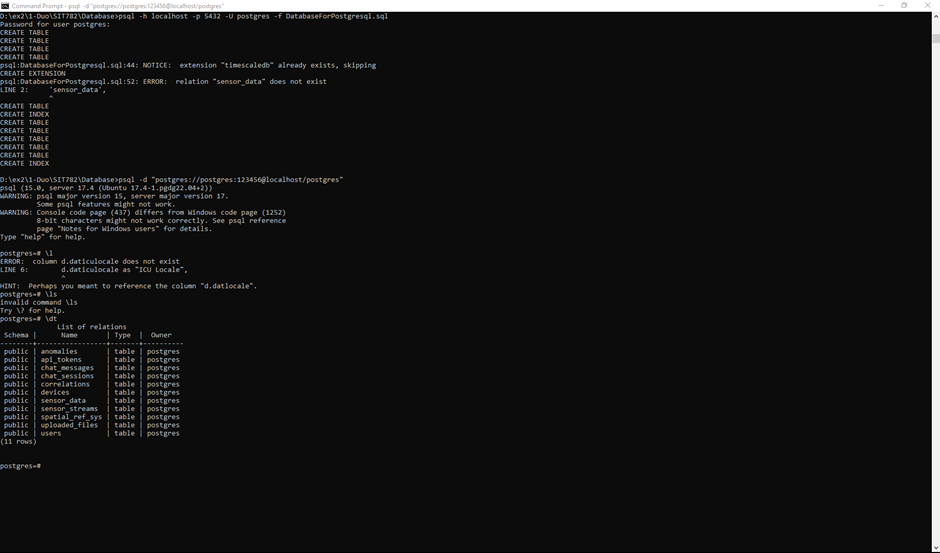 Command Prompt - psql -d "postgres://postgres:123456@localhost/postgres"
D:\ex2\1-Duo\SIT782\Database>psql -h localhost -p 5432 -U postgres -f DatabaseForPostgresql.sql
Password for user postgres:
CREATE TABLE
CREATE TABLE
CREATE TABLE
CREATE TABLE
psql:DatabaseForPostgresql.sql:44: NOTICE:  extension "timescaledb" already exists, skipping
CREATE EXTENSION
psql:DatabaseForPostgresql.sql:52: ERROR:  relation "sensor_data" does not exist
LINE 2:     'sensor_data',
            ^
CREATE TABLE
CREATE INDEX
CREATE TABLE
CREATE TABLE
CREATE TABLE
CREATE TABLE
CREATE TABLE
CREATE INDEX
D:\ex2\1-Duo\SIT782\Database>psql -d "postgres://postgres:123456@localhost/postgres"
psql (15.0, server 17.4 (Ubuntu 17.4-1.pgdg22.04+2))
WARNING: psql major version 15, server major version 17.
         Some psql features might not work.
WARNING: Console code page (437) differs from Windows code page (1252)
         8-bit characters might not work correctly. See psql reference
         page "Notes for Windows users" for details.
Type "help" for help.
postgres=# \l
ERROR:  column d.daticulocale does not exist
LINE 6:        d.daticulocale as "ICU Locale",
               ^
HINT:  Perhaps you meant to reference the column "d.datlocale".
postgres=# \ls
invalid command \ls
Try \? for help.
postgres=# \dt
              List of relations
 Schema |      Name       | Type  |  Owner
--------+-----------------+-------+----------
 public | anomalies       | table | postgres
 public | api_tokens      | table | postgres
 public | chat_messages   | table | postgres
 public | chat_sessions   | table | postgres
 public | correlations    | table | postgres
 public | devices         | table | postgres
 public | sensor_data     | table | postgres
 public | sensor_streams  | table | postgres
 public | spatial_ref_sys | table | postgres
 public | uploaded_files  | table | postgres
 public | users           | table | postgres
(11 rows)
postgres=#